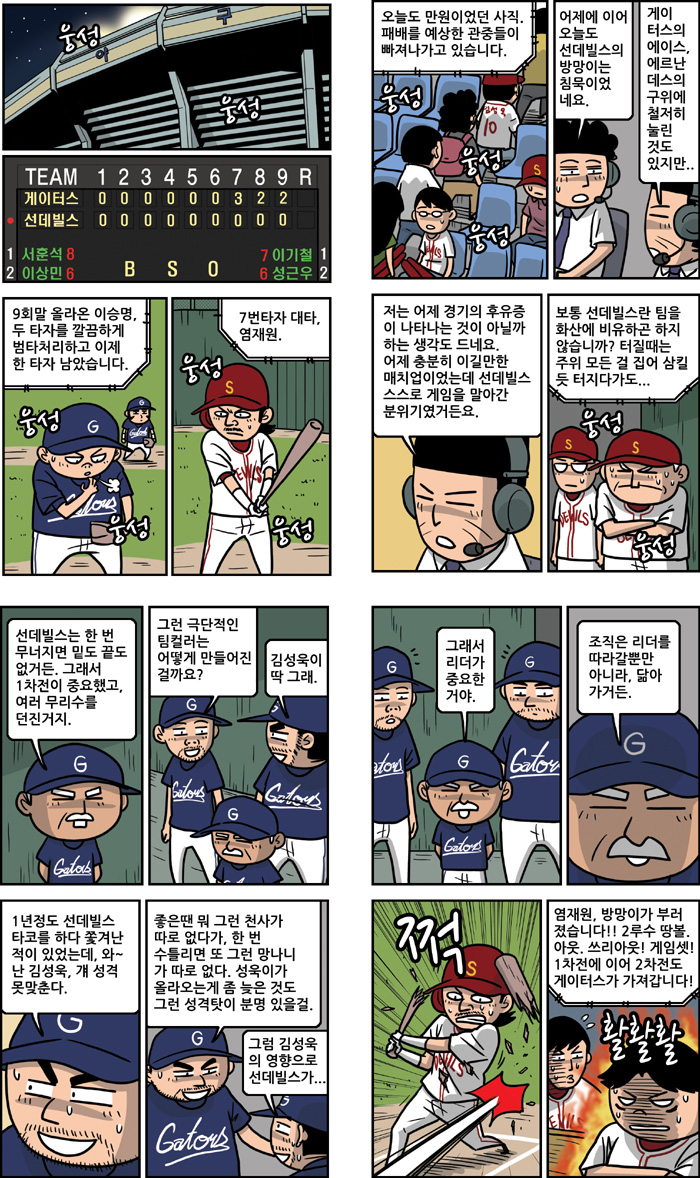 웅성
야
구
웅성
TEAM 1 2 3 4 5 6 7 8 9 R
게이터스 0 0 0 0 0 0 3 2 2
선데빌스 0 0 0 0 0 0 0 0 0
1 서훈석 8 7 이기철 1
2 이상민 6 B S O 6 성근우 2
9회말 올라온 이승명,
두 타자를 깔끔하게
범타처리하고 이제
한 타자 남았습니다.
웅성
G
Gators
G
Gators
웅성
7번타자 대타,
염재원.
웅성
S
DEVILS
웅성
오늘도 만원이었던 사직.
패배를 예상한 관중들이
빠져나가고 있습니다.
웅성
김성욱
10
웅성
S
웅성
어제에 이어
오늘도
선데빌스의
방망이는
침묵이었
네요.
게이
터스의
에이스,
에르난
데스의
구위에
철저히
눌린
것도
있지만..
저는 어제 경기의 후유증
이 나타나는 것이 아닐까
하는 생각도 드네요.
어제 충분히 이길만한
매치업이었는데 선데빌스
스스로 게임을 말아간
분위기였거든요.
보통 선데빌스란 팀을
화산에 비유하곤 하지
않습니까? 터질때는
주위 모든 걸 집어 삼킬
듯 터지다가도...
웅성
S
S
DEVILS
DEVILS
웅성
선데빌스는 한 번
무너지면 밑도 끝도
없거든. 그래서
1차전이 중요했고,
여러 무리수를
던진거지.
G
Gators
그런 극단적인
팀컬러는
어떻게 만들어진
걸까요?
김성욱이
딱 그래.
G
G
Gators
Gators
G
Gators
그래서
리더가
중요한
거야.
G
G
G
Gators
Gators
Gators
조직은 리더를
따라갈뿐만
아니라, 닮아
가거든.
G
1년정도 선데빌스
타코를 하다 쫓겨난
적이 있었는데, 와~
난 김성욱, 걔 성격
못맞춘다.
G
좋은땐 뭐 그런 천사가
따로 없다가, 한 번
수틀리면 또 그런 망나니
가 따로 없다. 성욱이가
올라오는게 좀 늦은 것도
그런 성격탓이 분명 있을걸.
그럼 김성욱
의 영향으로
선데빌스가...
G
Gators
쩍
S
DEVILS
염재원, 방망이가 부러
졌습니다!! 2루수 땅볼.
아웃. 쓰리아웃! 게임셋!
1차전에 이어 2차전도
게이터스가 가져갑니다!
활활활